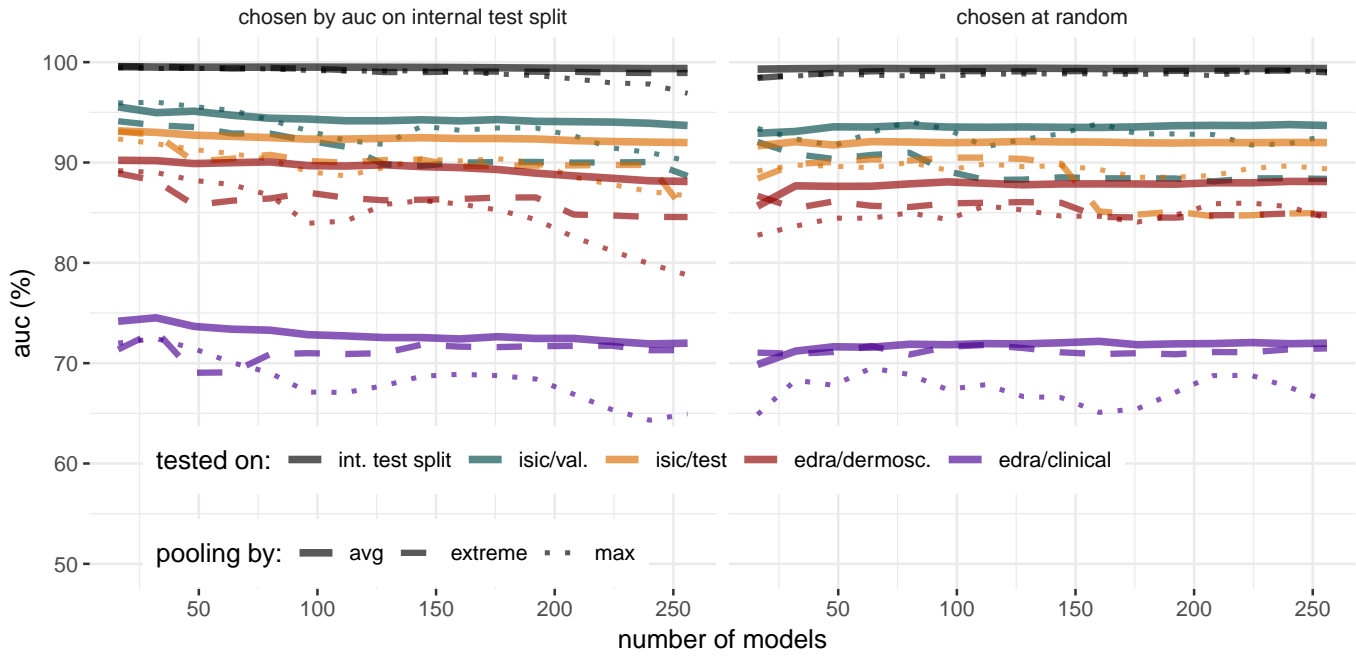 chosen by auc on internal test split
chosen at random
auc (%)
100
90
80
70
60
50
tested on: int. test split isic/val. isic/test edra/dermosc. edra/clinical
pooling by: avg extreme max
50 100 150 200 250
50 100 150 200 250
number of models